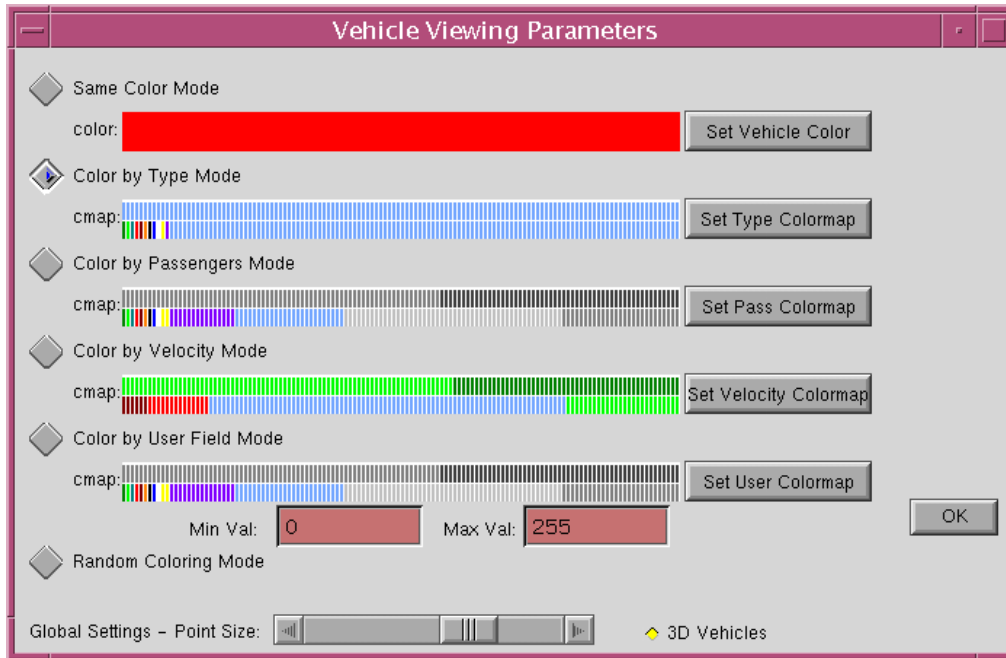 Vehicle Viewing Parameters
Same Color Mode
color: Set Vehicle Color
Color by Type Mode
cmap: Set Type Colormap
Color by Passengers Mode
cmap: Set Pass Colormap
Color by Velocity Mode
cmap: Set Velocity Colormap
Color by User Field Mode
cmap: Set User Colormap
Min Val: 0 Max Val: 255
OK
Random Coloring Mode
Global Settings - Point Size: 3D Vehicles